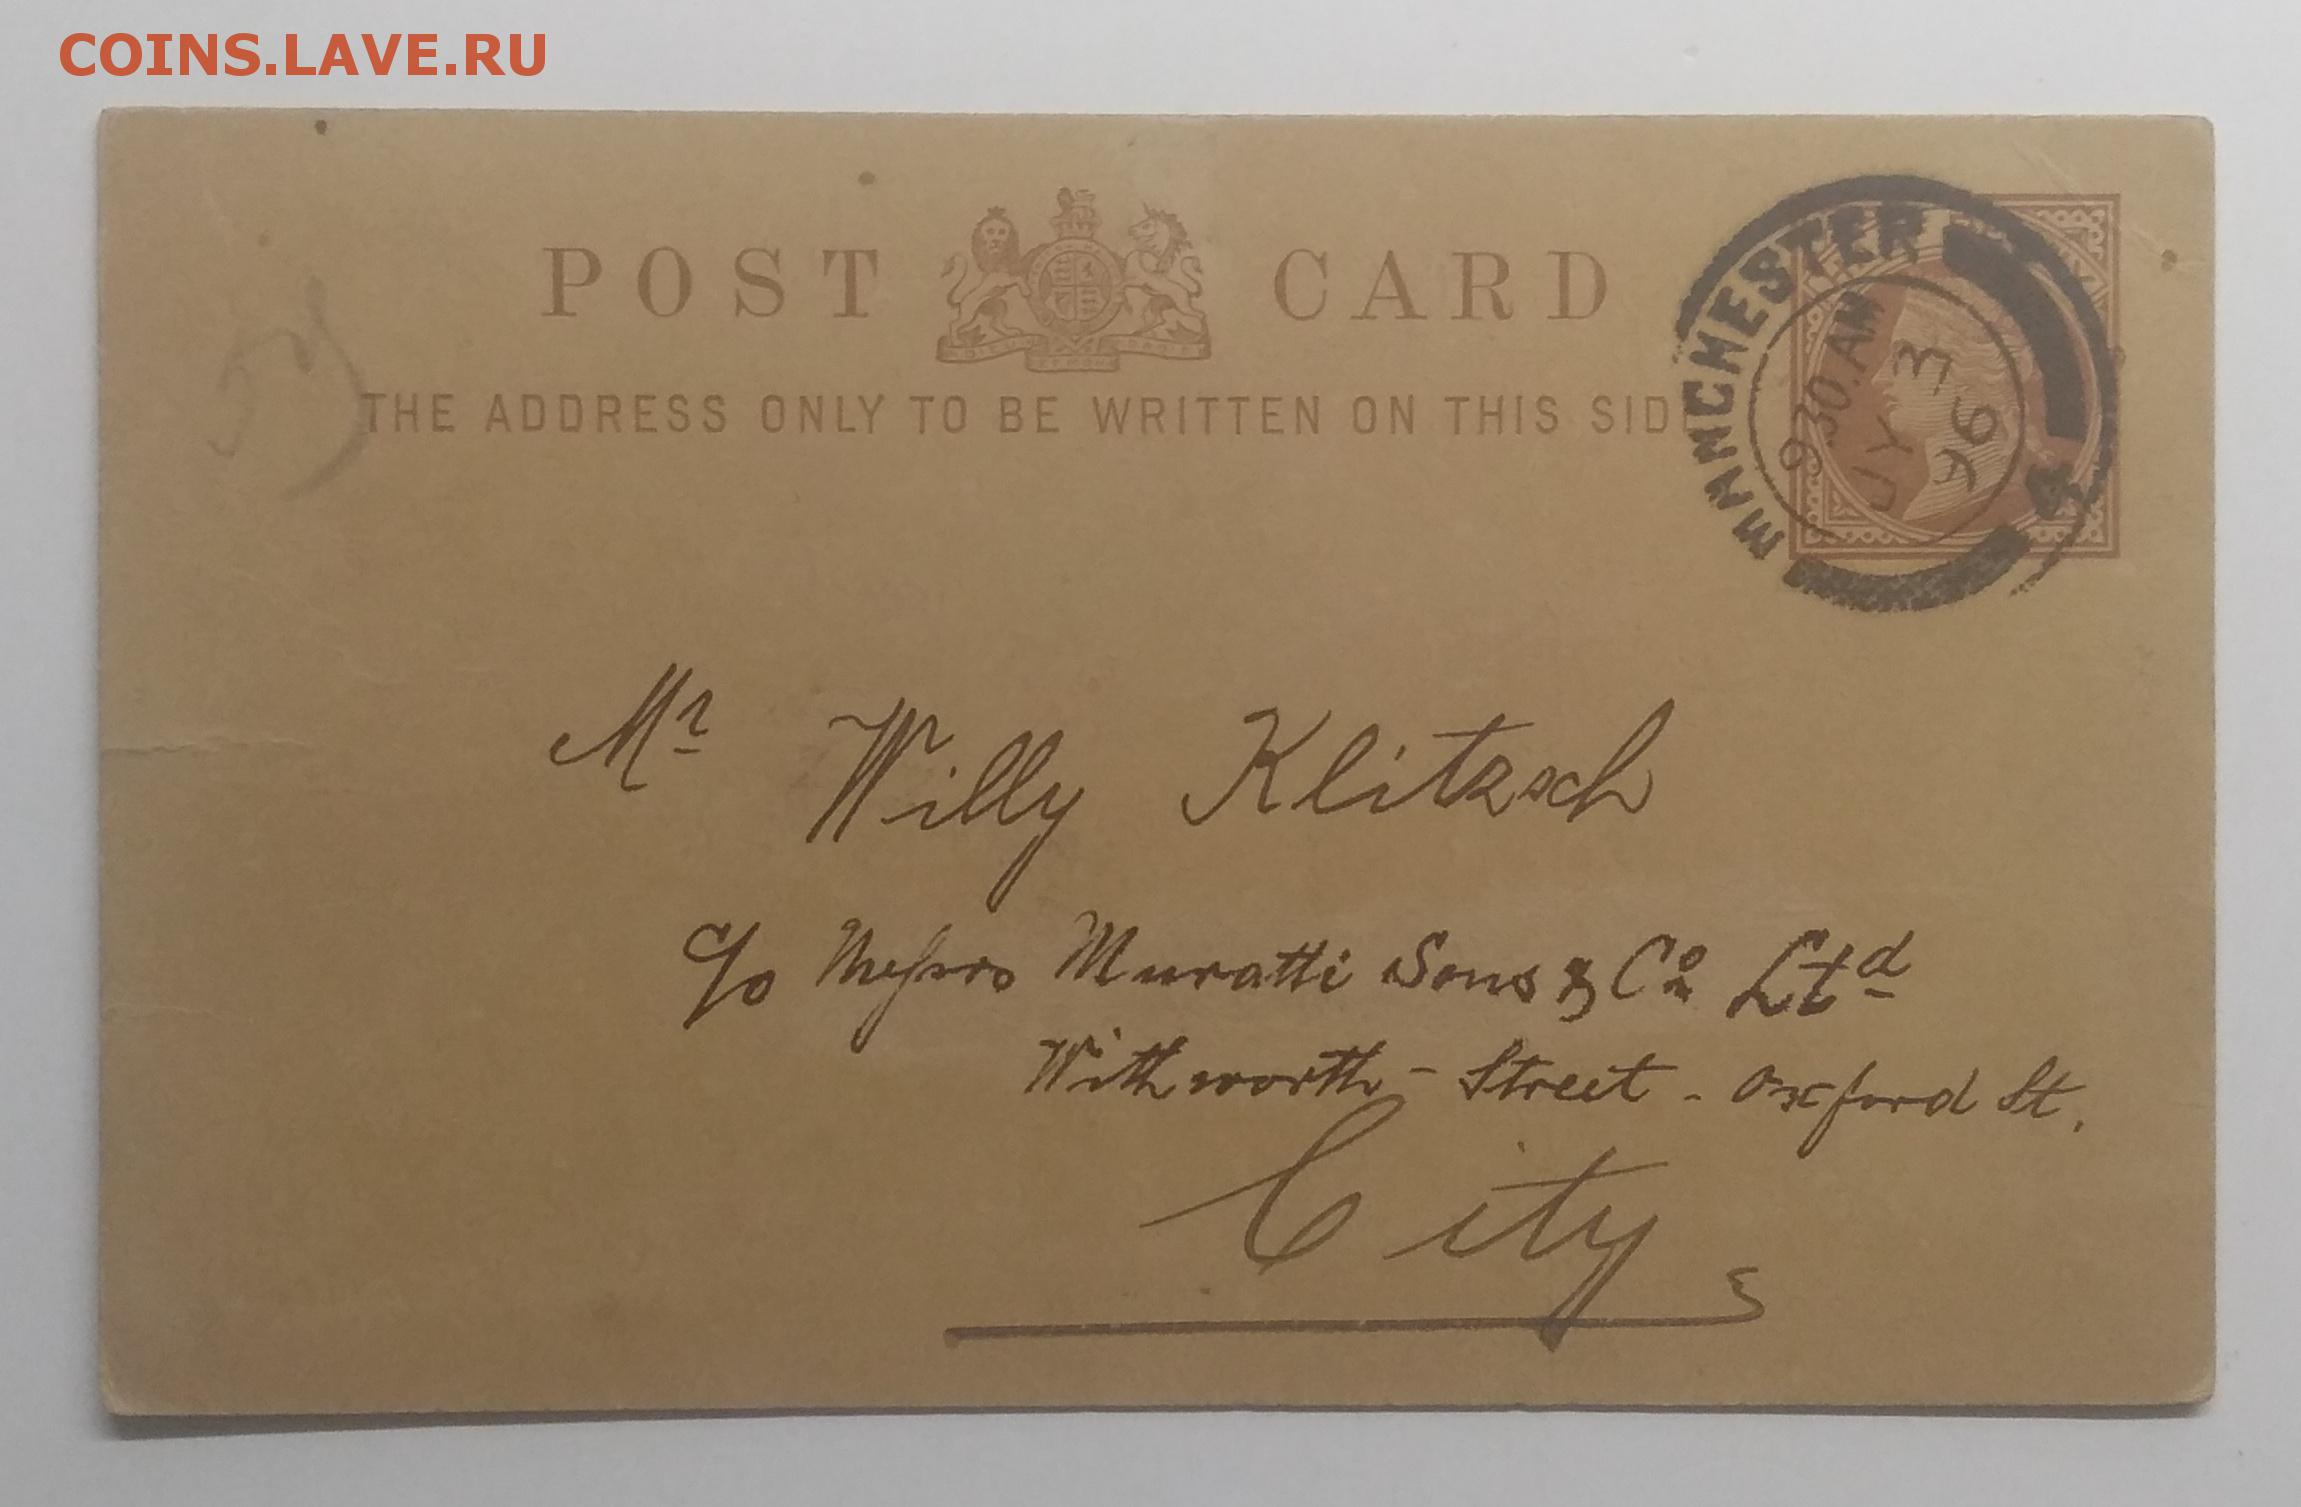 COINS.LAVE.RU
POST CARD
THE ADDRESS ONLY TO BE WRITTEN ON THIS SID
MANCHESTER
9.30.AM
JY 3
96
4
Mr Willy Klitzsch
c/o Messrs Muratti Sons & Co Ltd
Withworth - Street - Oxford St.
City